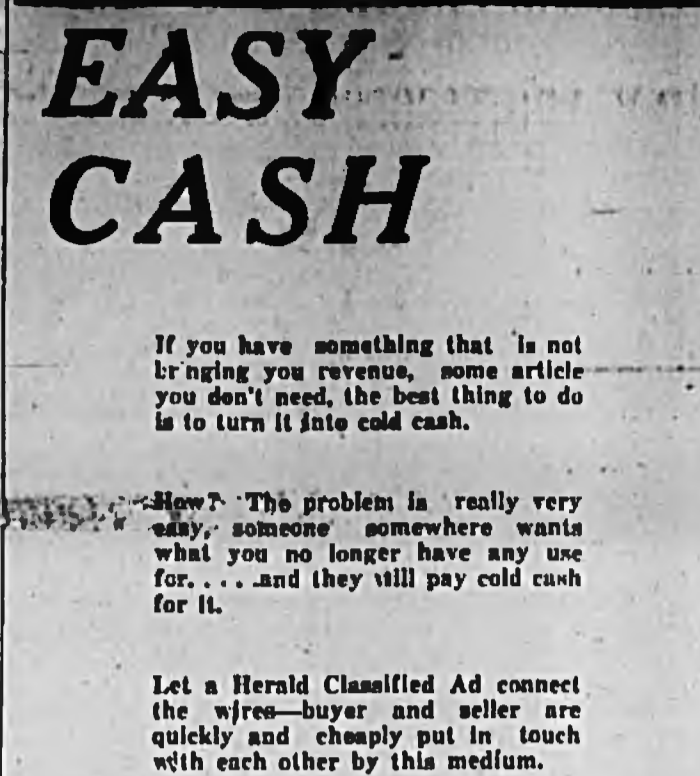 EASY
CASH
If you have something that is not
bringing you revenue, some article
you don't need, the best thing to do
is to turn it into cold cash.
How? The problem is really very
easy, someone somewhere wants
what you no longer have any use
for. . . . and they will pay cold cash
for it.
Let a Herald Classified Ad connect
the wires—buyer and seller are
quickly and cheaply put in touch
with each other by this medium.